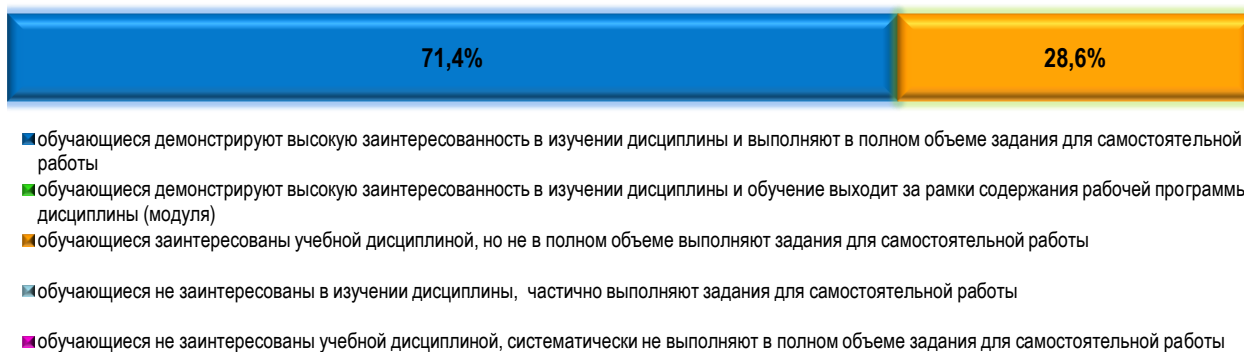 71,4% 28,6%
обучающиеся демонстрируют высокую заинтересованность в изучении дисциплины и выполняют в полном объеме задания для самостоятельной
работы
обучающиеся демонстрируют высокую заинтересованность в изучении дисциплины и обучение выходит за рамки содержания рабочей программы
дисциплины (модуля)
обучающиеся заинтересованы учебной дисциплиной, но не в полном объеме выполняют задания для самостоятельной работы
обучающиеся не заинтересованы в изучении дисциплины, частично выполняют задания для самостоятельной работы
обучающиеся не заинтересованы учебной дисциплиной, систематически не выполняют в полном объеме задания для самостоятельной работы